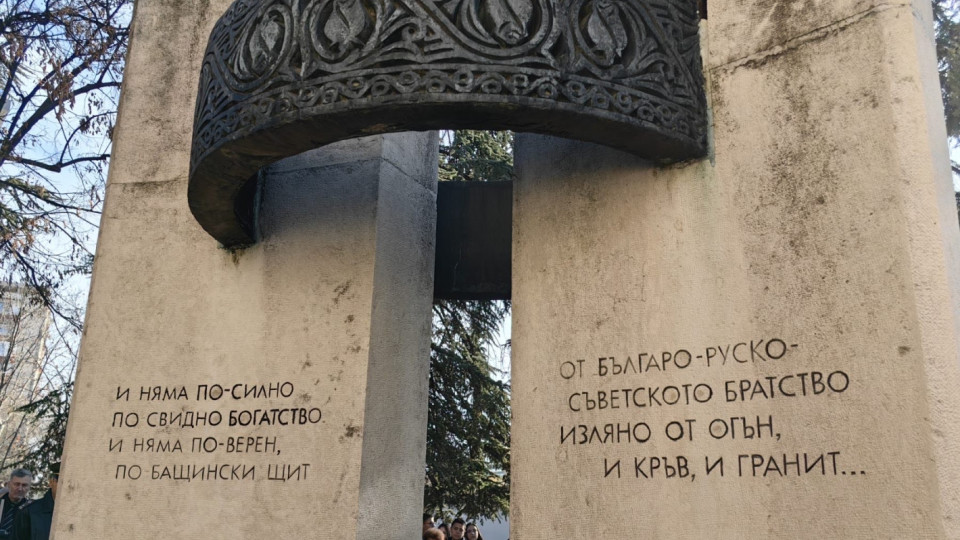 И НЯМА ПО-СИЛНО
ПО СВИДНО БОГАТСТВО.
И НЯМА ПО-ВЕРЕН,
ПО БАЩИНСКИ ЩИТ
ОТ БЪЛГАРО-РУСКО-
СЪВЕТСКОТО БРАТСТВО
ИЗЛЯНО ОТ ОГЪН,
И КРЪВ, И ГРАНИТ...